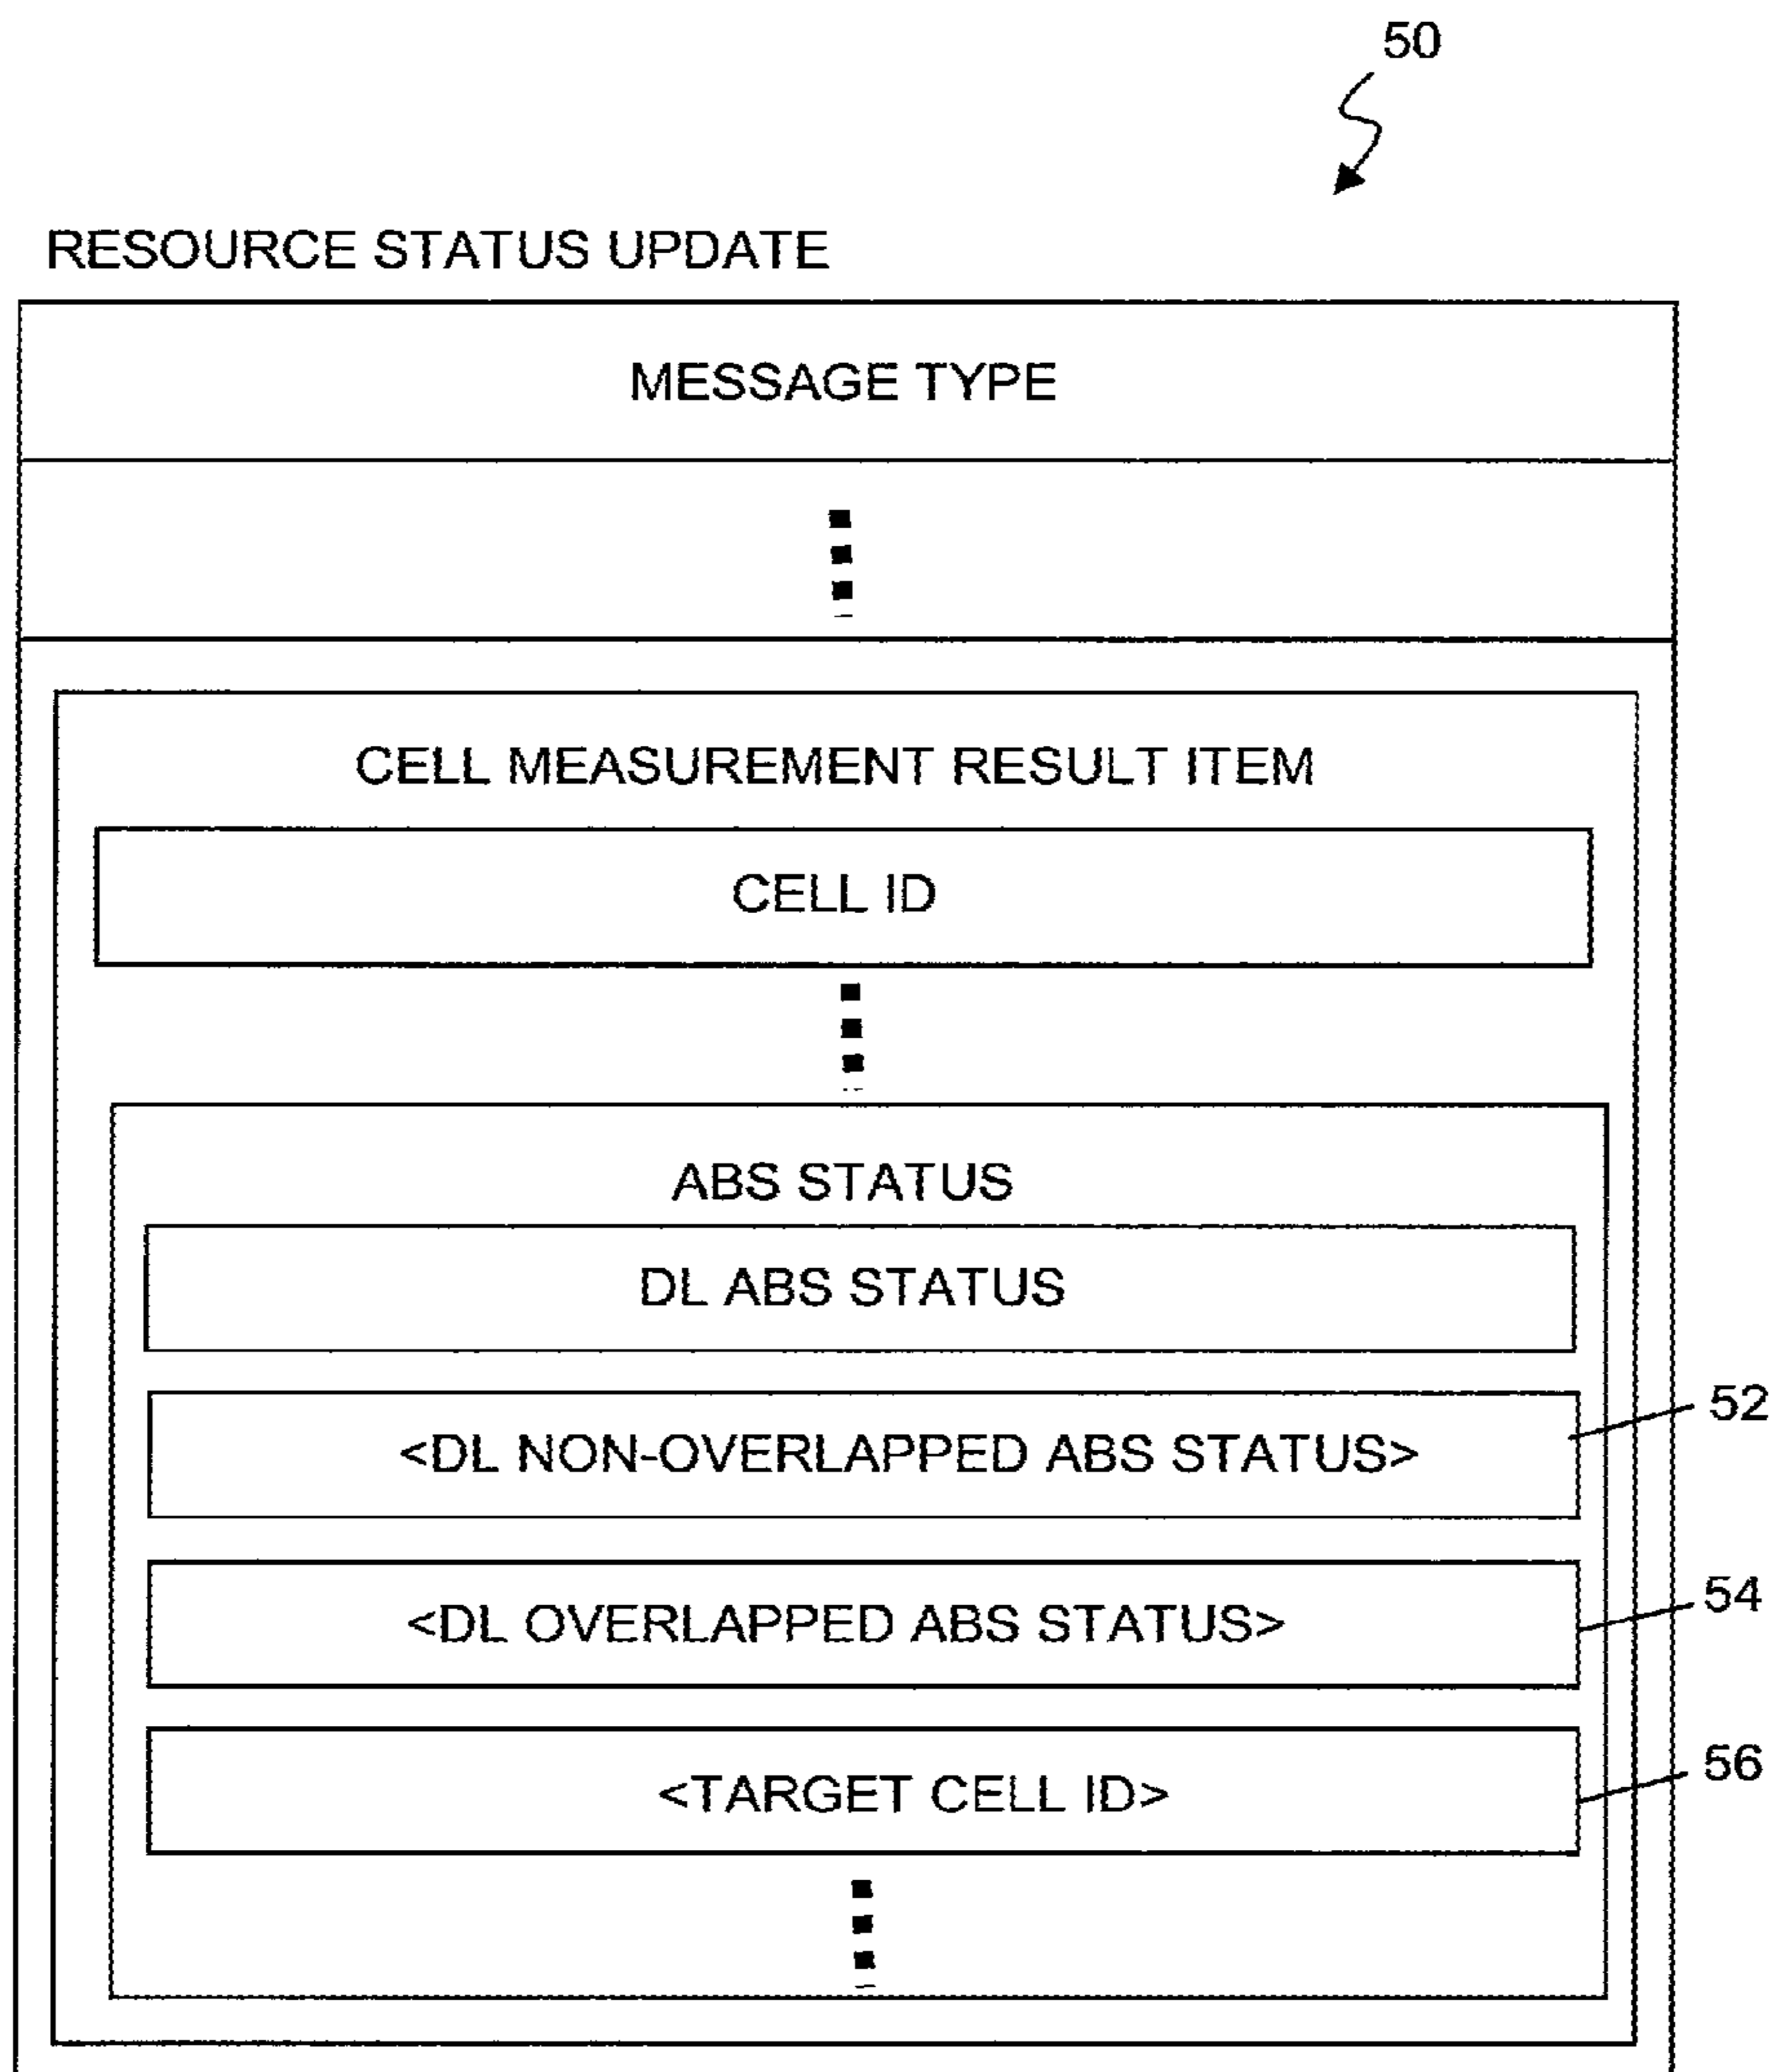 50
RESOURCE STATUS UPDATE
MESSAGE TYPE
CELL MEASUREMENT RESULT ITEM
CELL ID
ABS STATUS
DL ABS STATUS
<DL NON-OVERLAPPED ABS STATUS>
52
<DL OVERLAPPED ABS STATUS>
54
<TARGET CELL ID>
56